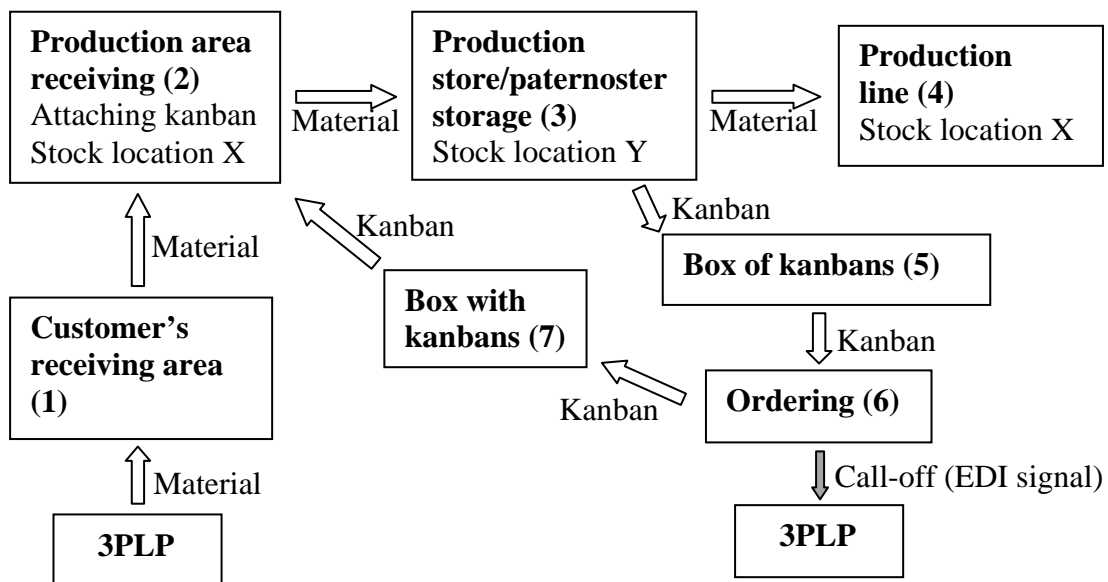 Production area
receiving (2)
Attaching kanban
Stock location X
Material
Production
store/paternoster
storage (3)
Stock location Y
Material
Production
line (4)
Stock location X
Material
Kanban
Kanban
Box of kanbans (5)
Customer’s
receiving area
(1)
Box with
kanbans (7)
Kanban
Kanban
Ordering (6)
Material
Call-off (EDI signal)
3PLP
3PLP